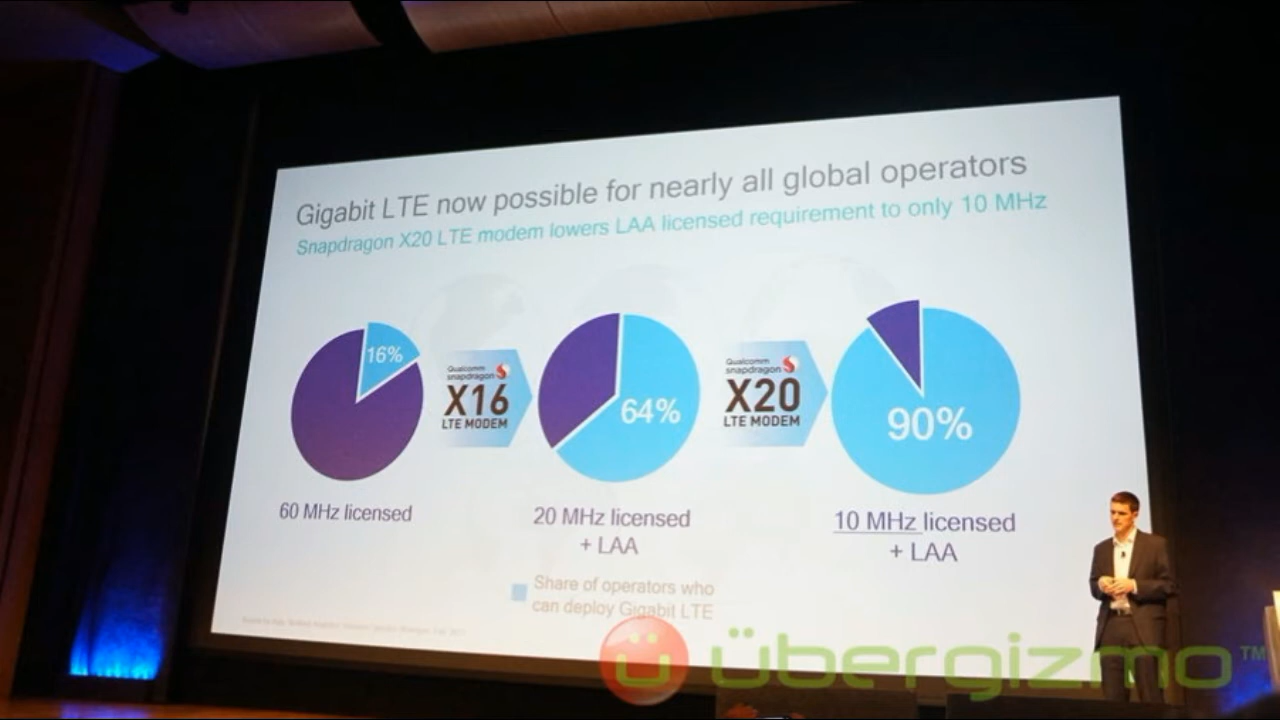 Gigabit LTE now possible for nearly all global operators
Snapdragon X20 LTE modem lowers LAA licensed requirement to only 10 MHz
16%
Qualcomm
snapdragon
X16
LTE MODEM
64%
Qualcomm
snapdragon
X20
LTE MODEM
90%
60 MHz licensed
20 MHz licensed
+ LAA
10 MHz licensed
+ LAA
Share of operators who
can deploy Gigabit LTE
ü übergizmo™